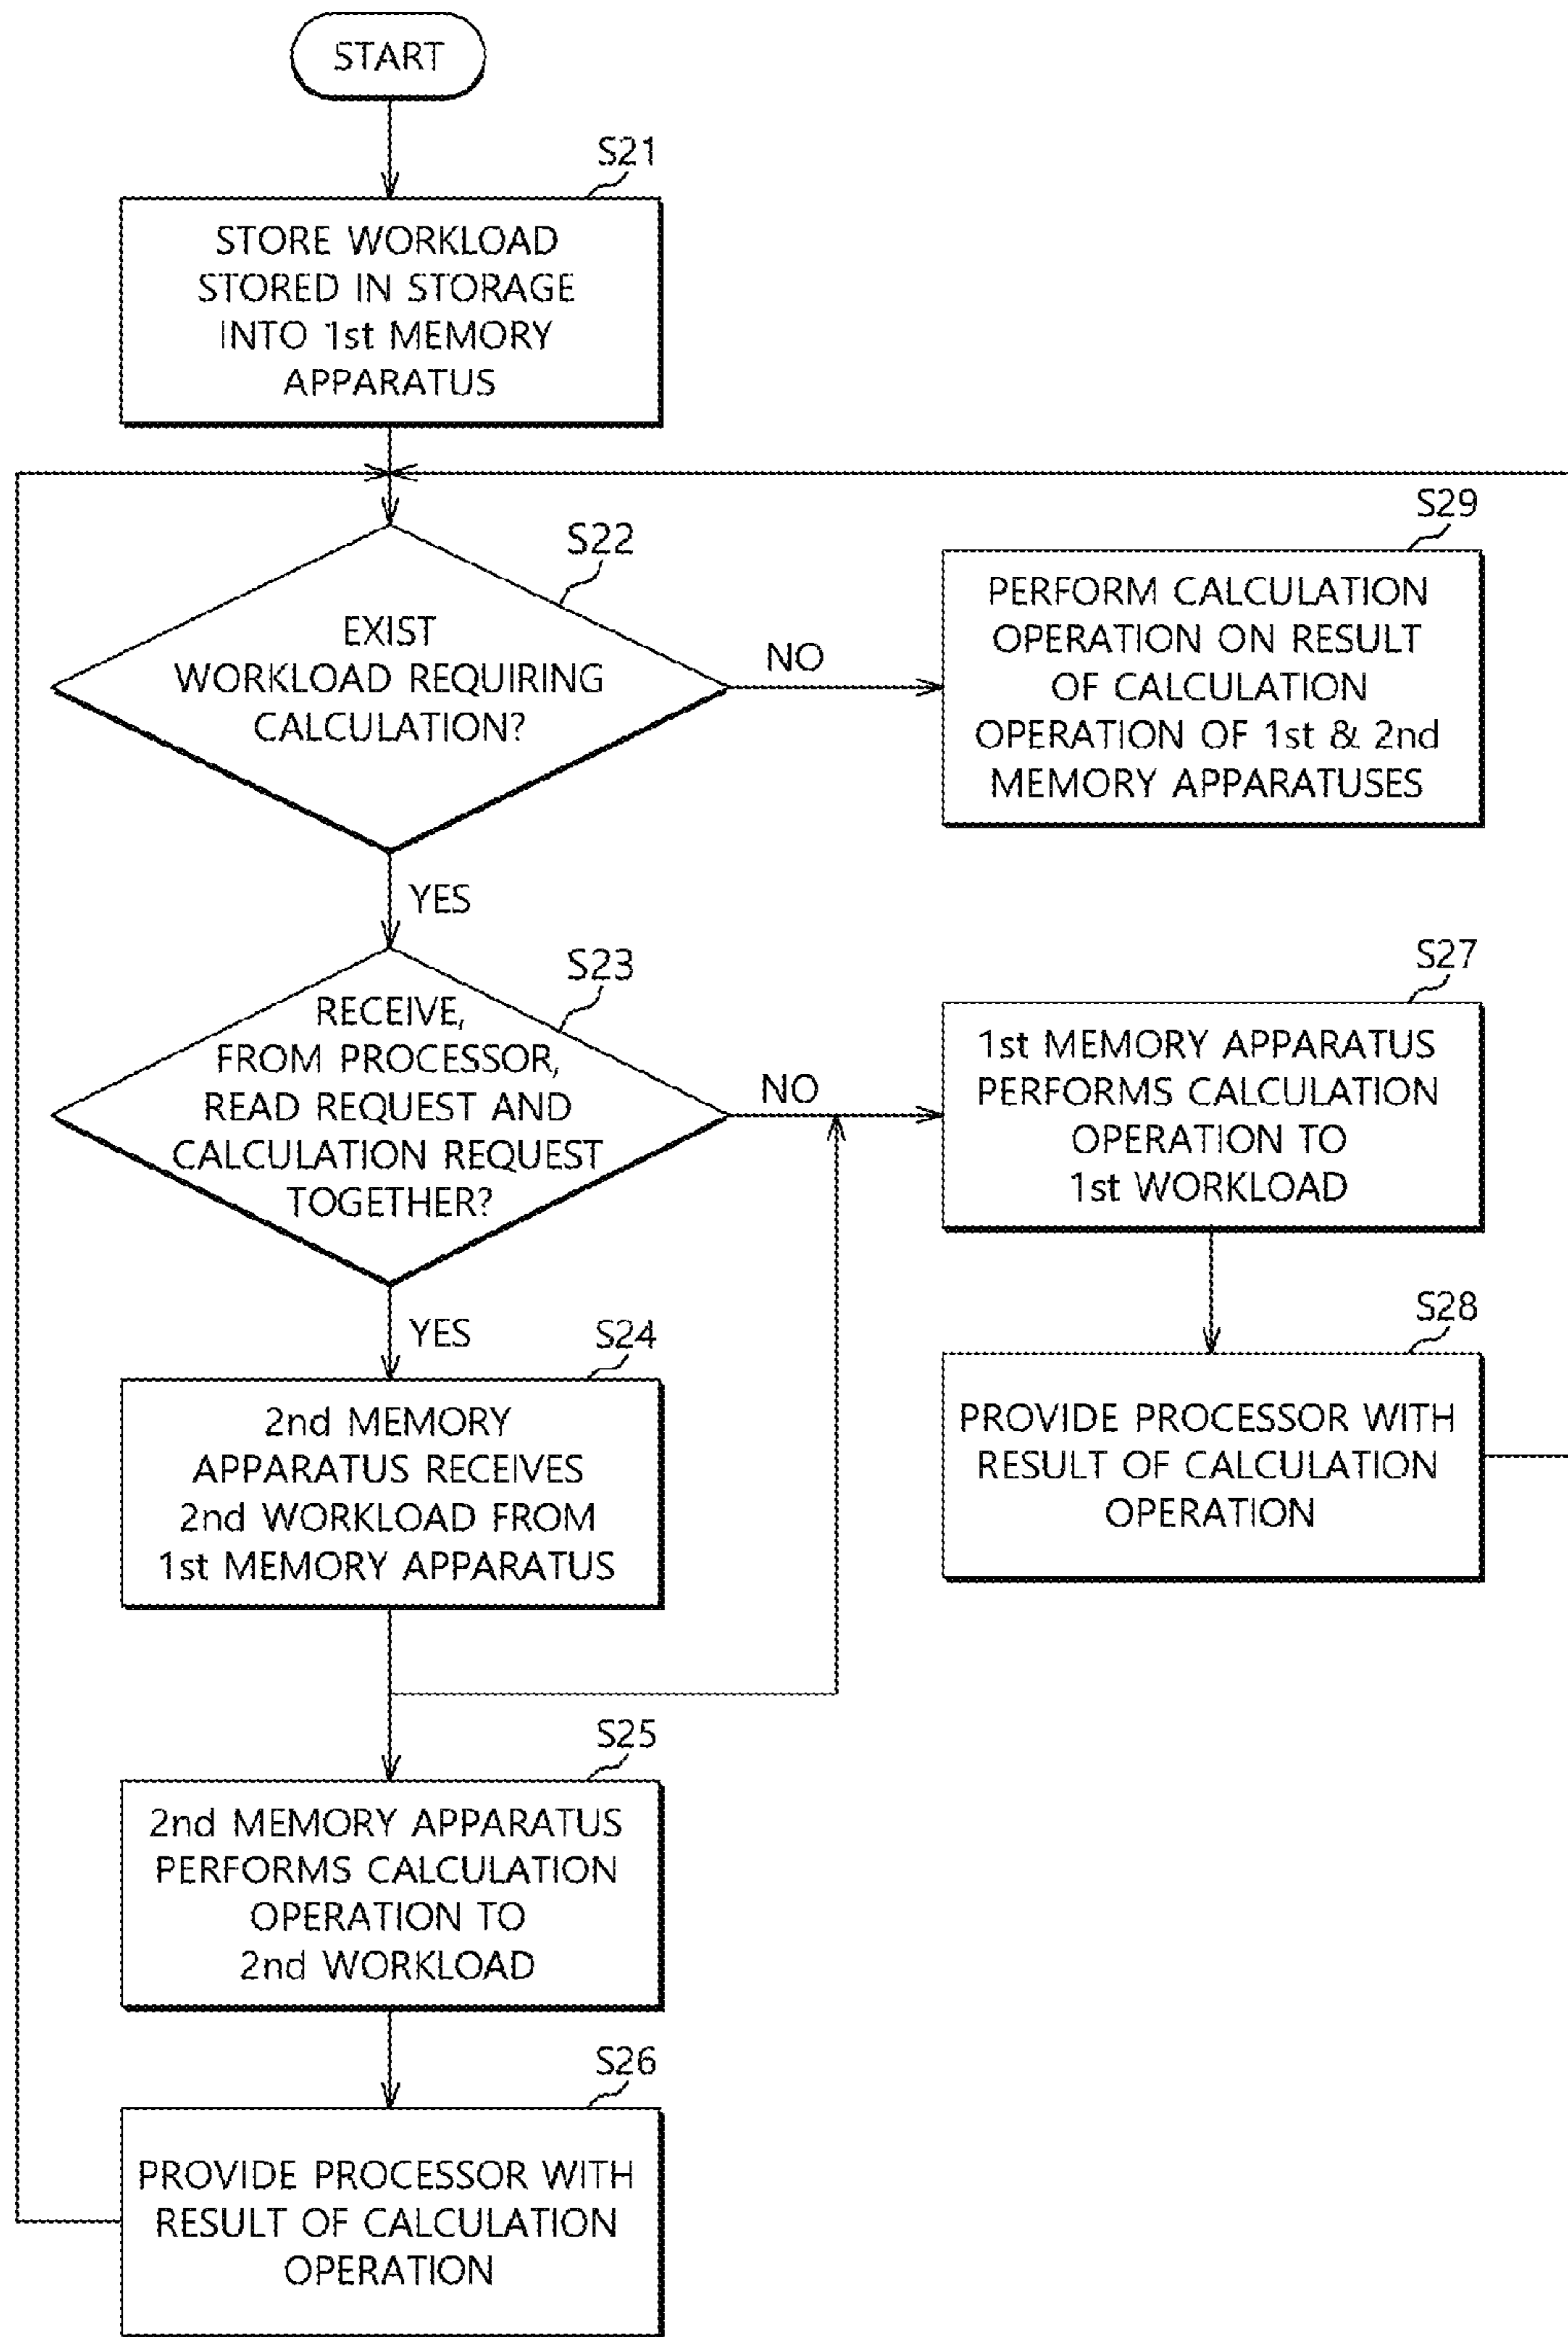 START
S21
STORE WORKLOAD
STORED IN STORAGE
INTO 1st MEMORY
APPARATUS
S22
EXIST
WORKLOAD REQUIRING
CALCULATION?
NO
YES
S29
PERFORM CALCULATION
OPERATION ON RESULT
OF CALCULATION
OPERATION OF 1st & 2nd
MEMORY APPARATUSES
S23
RECEIVE,
FROM PROCESSOR,
READ REQUEST AND
CALCULATION REQUEST
TOGETHER?
NO
YES
S27
1st MEMORY APPARATUS
PERFORMS CALCULATION
OPERATION TO
1st WORKLOAD
S24
2nd MEMORY
APPARATUS RECEIVES
2nd WORKLOAD FROM
1st MEMORY APPARATUS
S28
PROVIDE PROCESSOR WITH
RESULT OF CALCULATION
OPERATION
S25
2nd MEMORY APPARATUS
PERFORMS CALCULATION
OPERATION TO
2nd WORKLOAD
S26
PROVIDE PROCESSOR WITH
RESULT OF CALCULATION
OPERATION